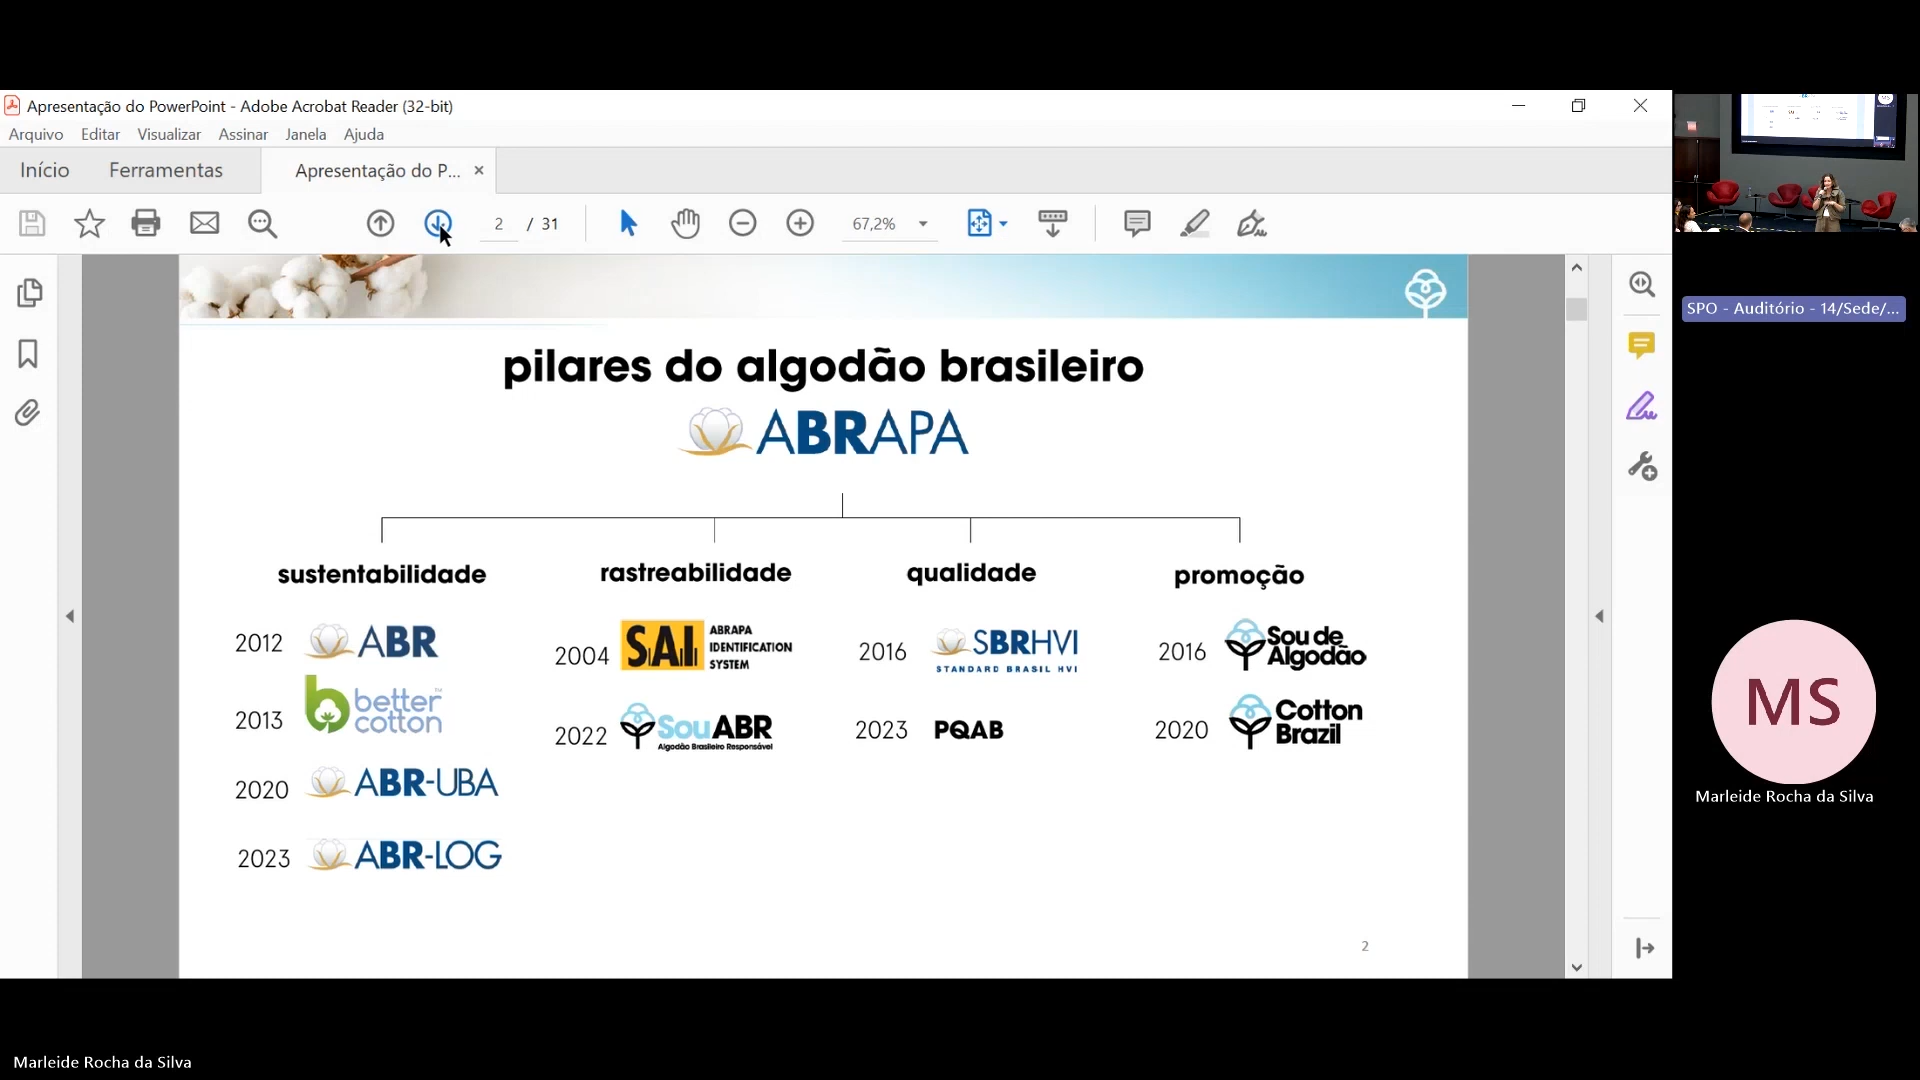 Apresentação do PowerPoint - Adobe Acrobat Reader (32-bit)
Arquivo Editar Visualizar Assinar Janela Ajuda
Início Ferramentas Apresentação do P...
2 / 31 67,2%
pilares do algodão brasileiro
ABRAPA
sustentabilidade
2012 ABR
2013 better cotton™
2020 ABR-UBA
2023 ABR-LOG
rastreabilidade
2004 SAI ABRAPA IDENTIFICATION SYSTEM
2022 SouABR
Algodão Brasileiro Responsável
qualidade
2016 SBRHVI
STANDARD BRASIL HVI
2023 PQAB
promoção
2016 Sou de Algodão
2020 Cotton Brazil
2
SPO - Auditório - 14/Sede/...
MS
Marleide Rocha da Silva
Marleide Rocha da Silva